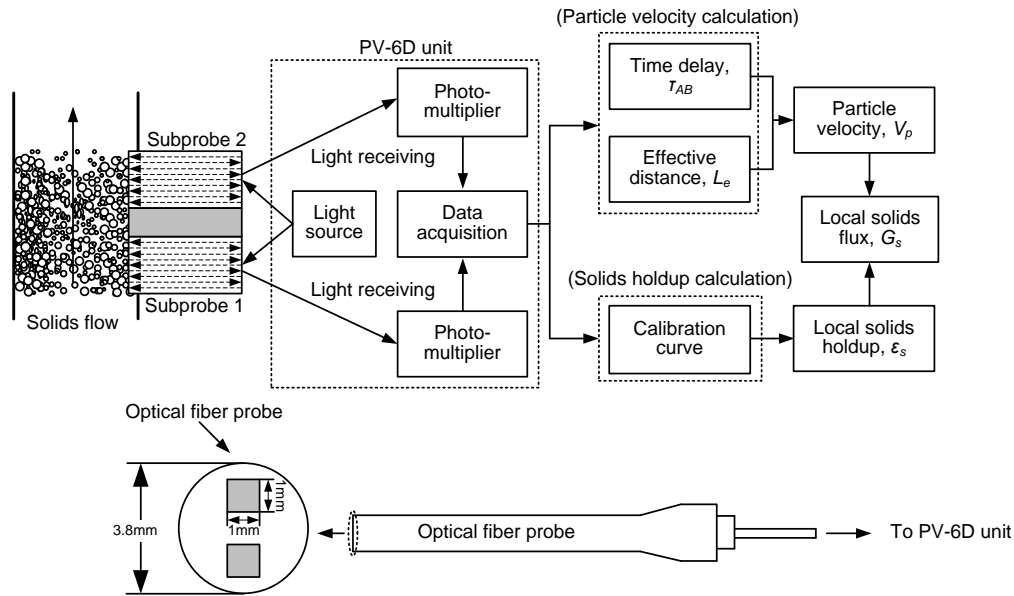 (Particle velocity calculation)
PV-6D unit
Time delay,
τAB
Photo-
multiplier
Particle
velocity, Vp
Subprobe 2
Light receiving
Effective
distance, Le
Light
source
Data
acquisition
Local solids
flux, Gs
(Solids holdup calculation)
Light receiving
Subprobe 1
Solids flow
Photo-
multiplier
Calibration
curve
Local solids
holdup, εs
Optical fiber probe
1mm
3.8mm
1mm
Optical fiber probe
To PV-6D unit